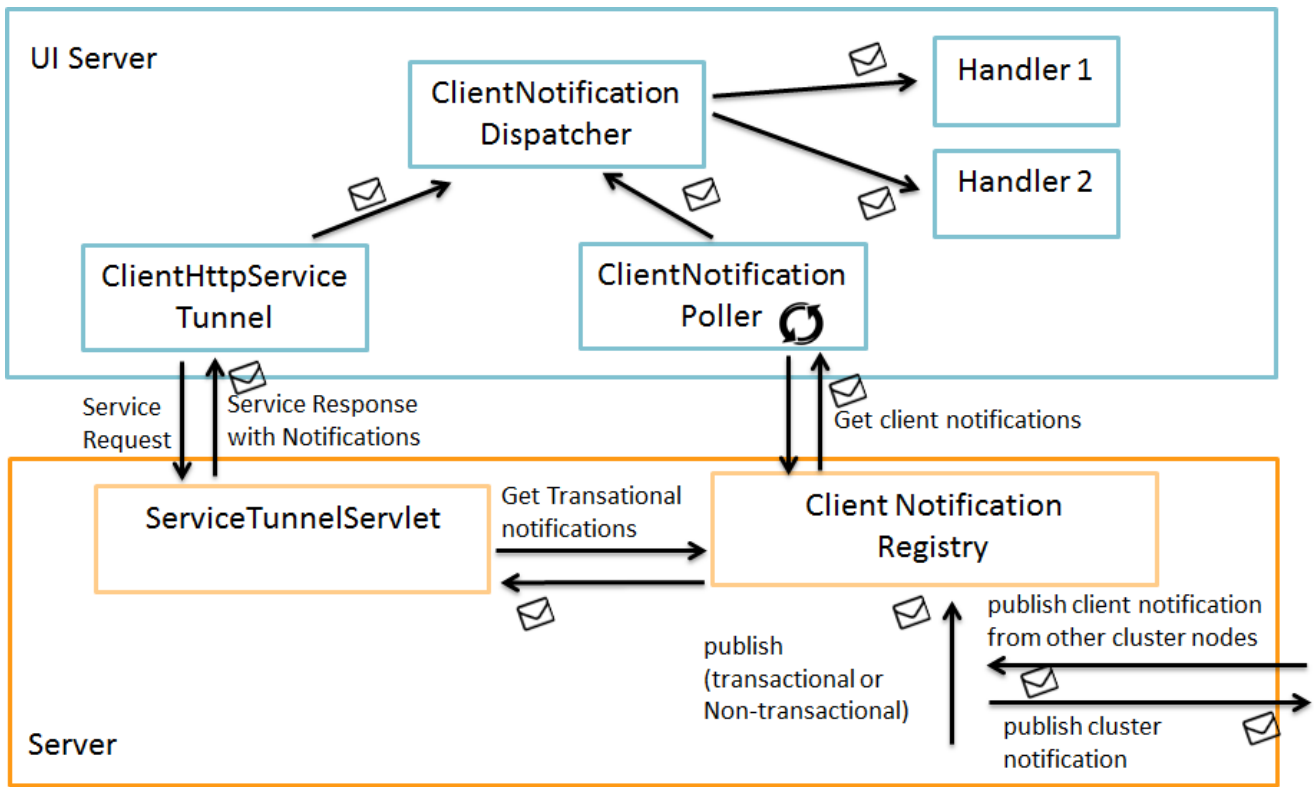 UI Server
ClientNotification
Dispatcher
Handler 1
Handler 2
ClientHttpService
Tunnel
ClientNotification
Poller
Service
Request
Service Response
with Notifications
Get client notifications
ServiceTunnelServlet
Get Transational
notifications
Client Notification
Registry
publish
(transactional or
Non-transactional)
publish client notification
from other cluster nodes
publish cluster
notification
Server